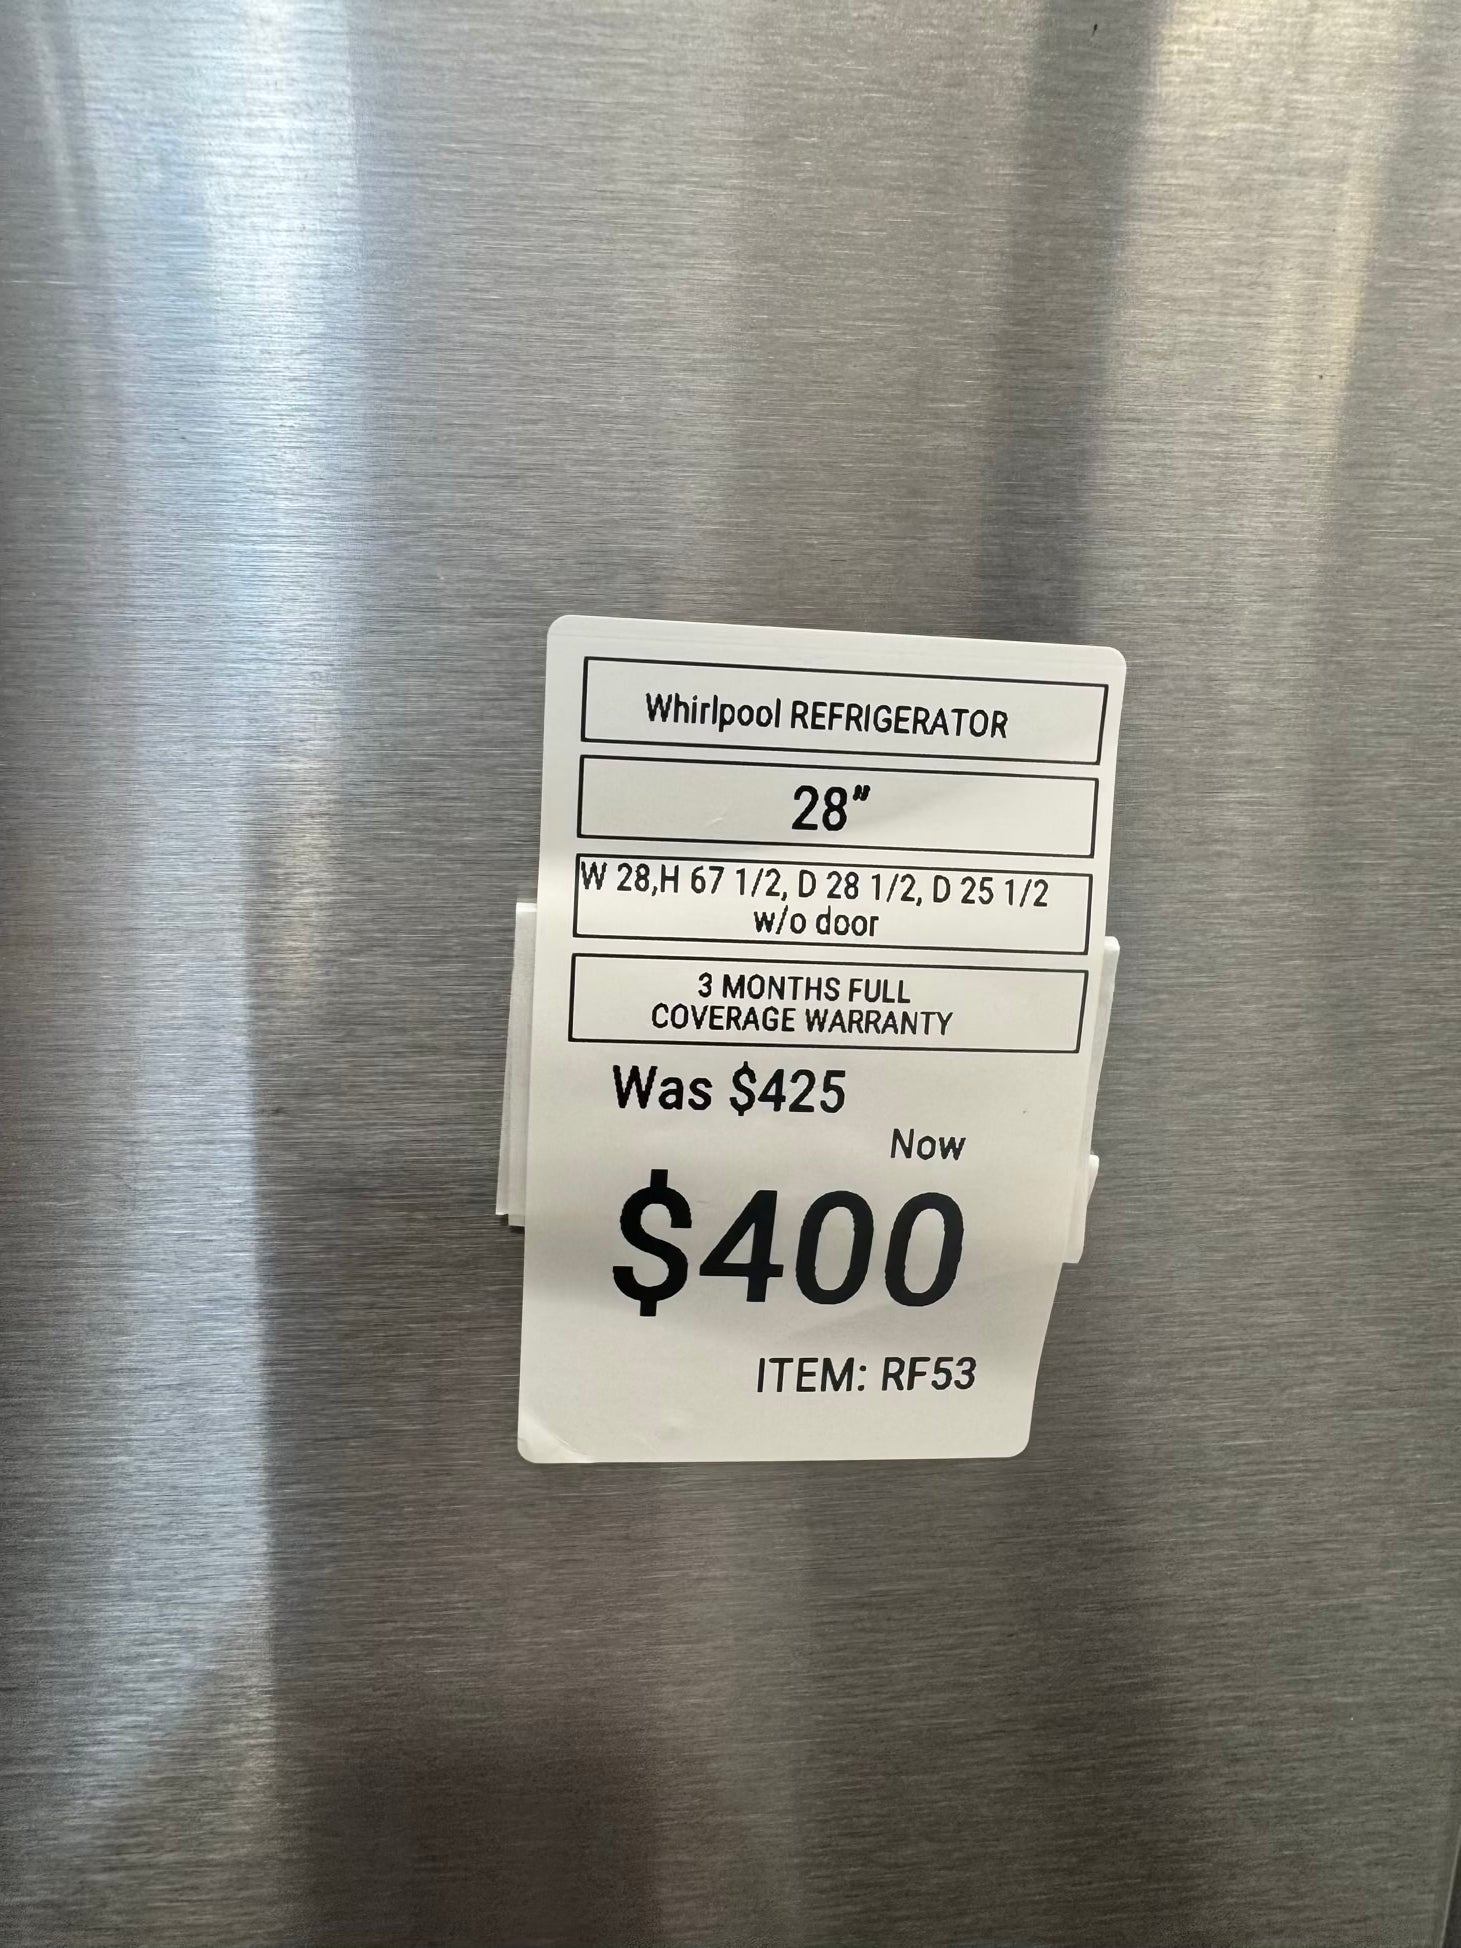 Whirlpool REFRIGERATOR
28"
W 28,H 67 1/2, D 28 1/2, D 25 1/2
w/o door
3 MONTHS FULL
COVERAGE WARRANTY
Was $425
Now
$400
ITEM: RF53